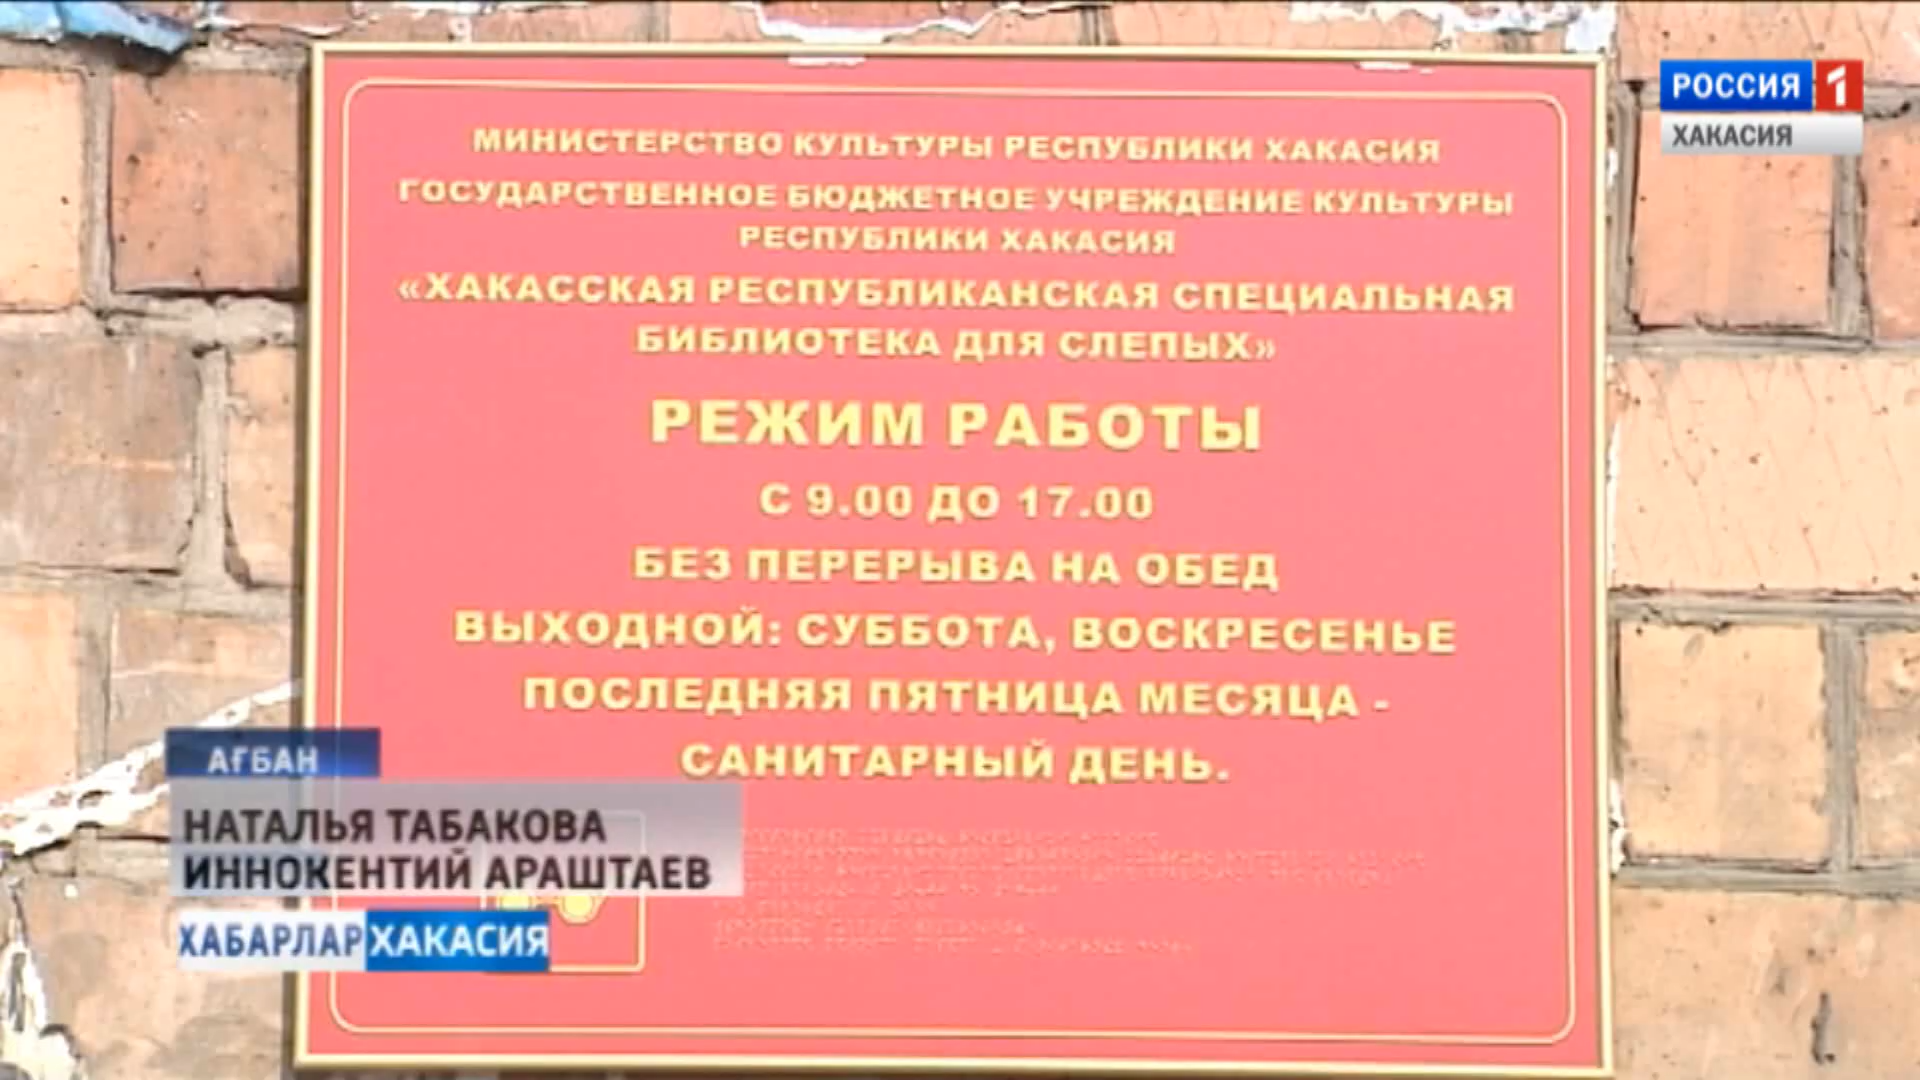 МИНИСТЕРСТВО КУЛЬТУРЫ РЕСПУБЛИКИ ХАКАСИЯ
ГОСУДАРСТВЕННОЕ БЮДЖЕТНОЕ УЧРЕЖДЕНИЕ КУЛЬТУРЫ
РЕСПУБЛИКИ ХАКАСИЯ
«ХАКАССКАЯ РЕСПУБЛИКАНСКАЯ СПЕЦИАЛЬНАЯ
БИБЛИОТЕКА ДЛЯ СЛЕПЫХ»
РЕЖИМ РАБОТЫ
С 9.00 ДО 17.00
БЕЗ ПЕРЕРЫВА НА ОБЕД
ВЫХОДНОЙ: СУББОТА, ВОСКРЕСЕНЬЕ
ПОСЛЕДНЯЯ ПЯТНИЦА МЕСЯЦА -
САНИТАРНЫЙ ДЕНЬ.
РОССИЯ 1
ХАКАСИЯ
АҒБАН
НАТАЛЬЯ ТАБАКОВА
ИННОКЕНТИЙ АРАШТАЕВ
ХАБАРЛАР ХАКАСИЯ